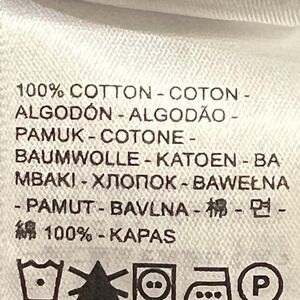 100% COTTON - COTON -
ALGODÓN - ALGODÃO -
PAMUK - COTONE -
BAUMWOLLE - KATOEN - BA
MBAKI - ХЛОПОК - BAWEŁNA
- PAMUT - BAVLNA - 棉 - 면 -
綿 100% - KAPAS